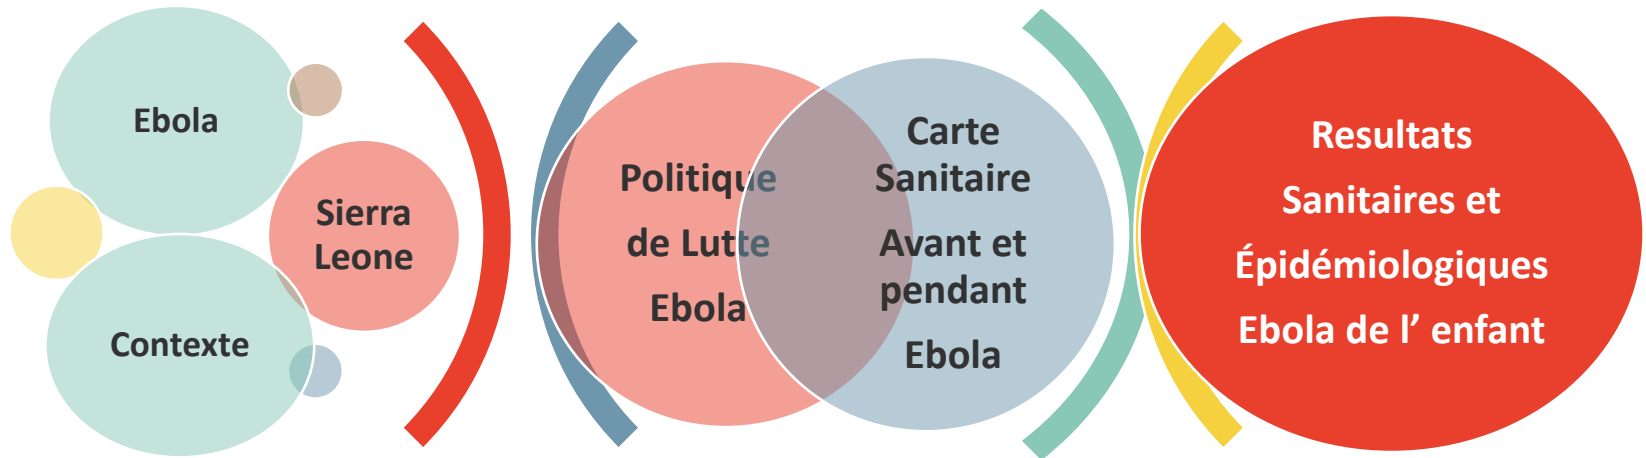 Ebola
Sierra
Leone
Contexte
Politique
de Lutte
Ebola
Carte
Sanitaire
Avant et
pendant
Ebola
Resultats
Sanitaires et
Épidémiologiques
Ebola de l’ enfant